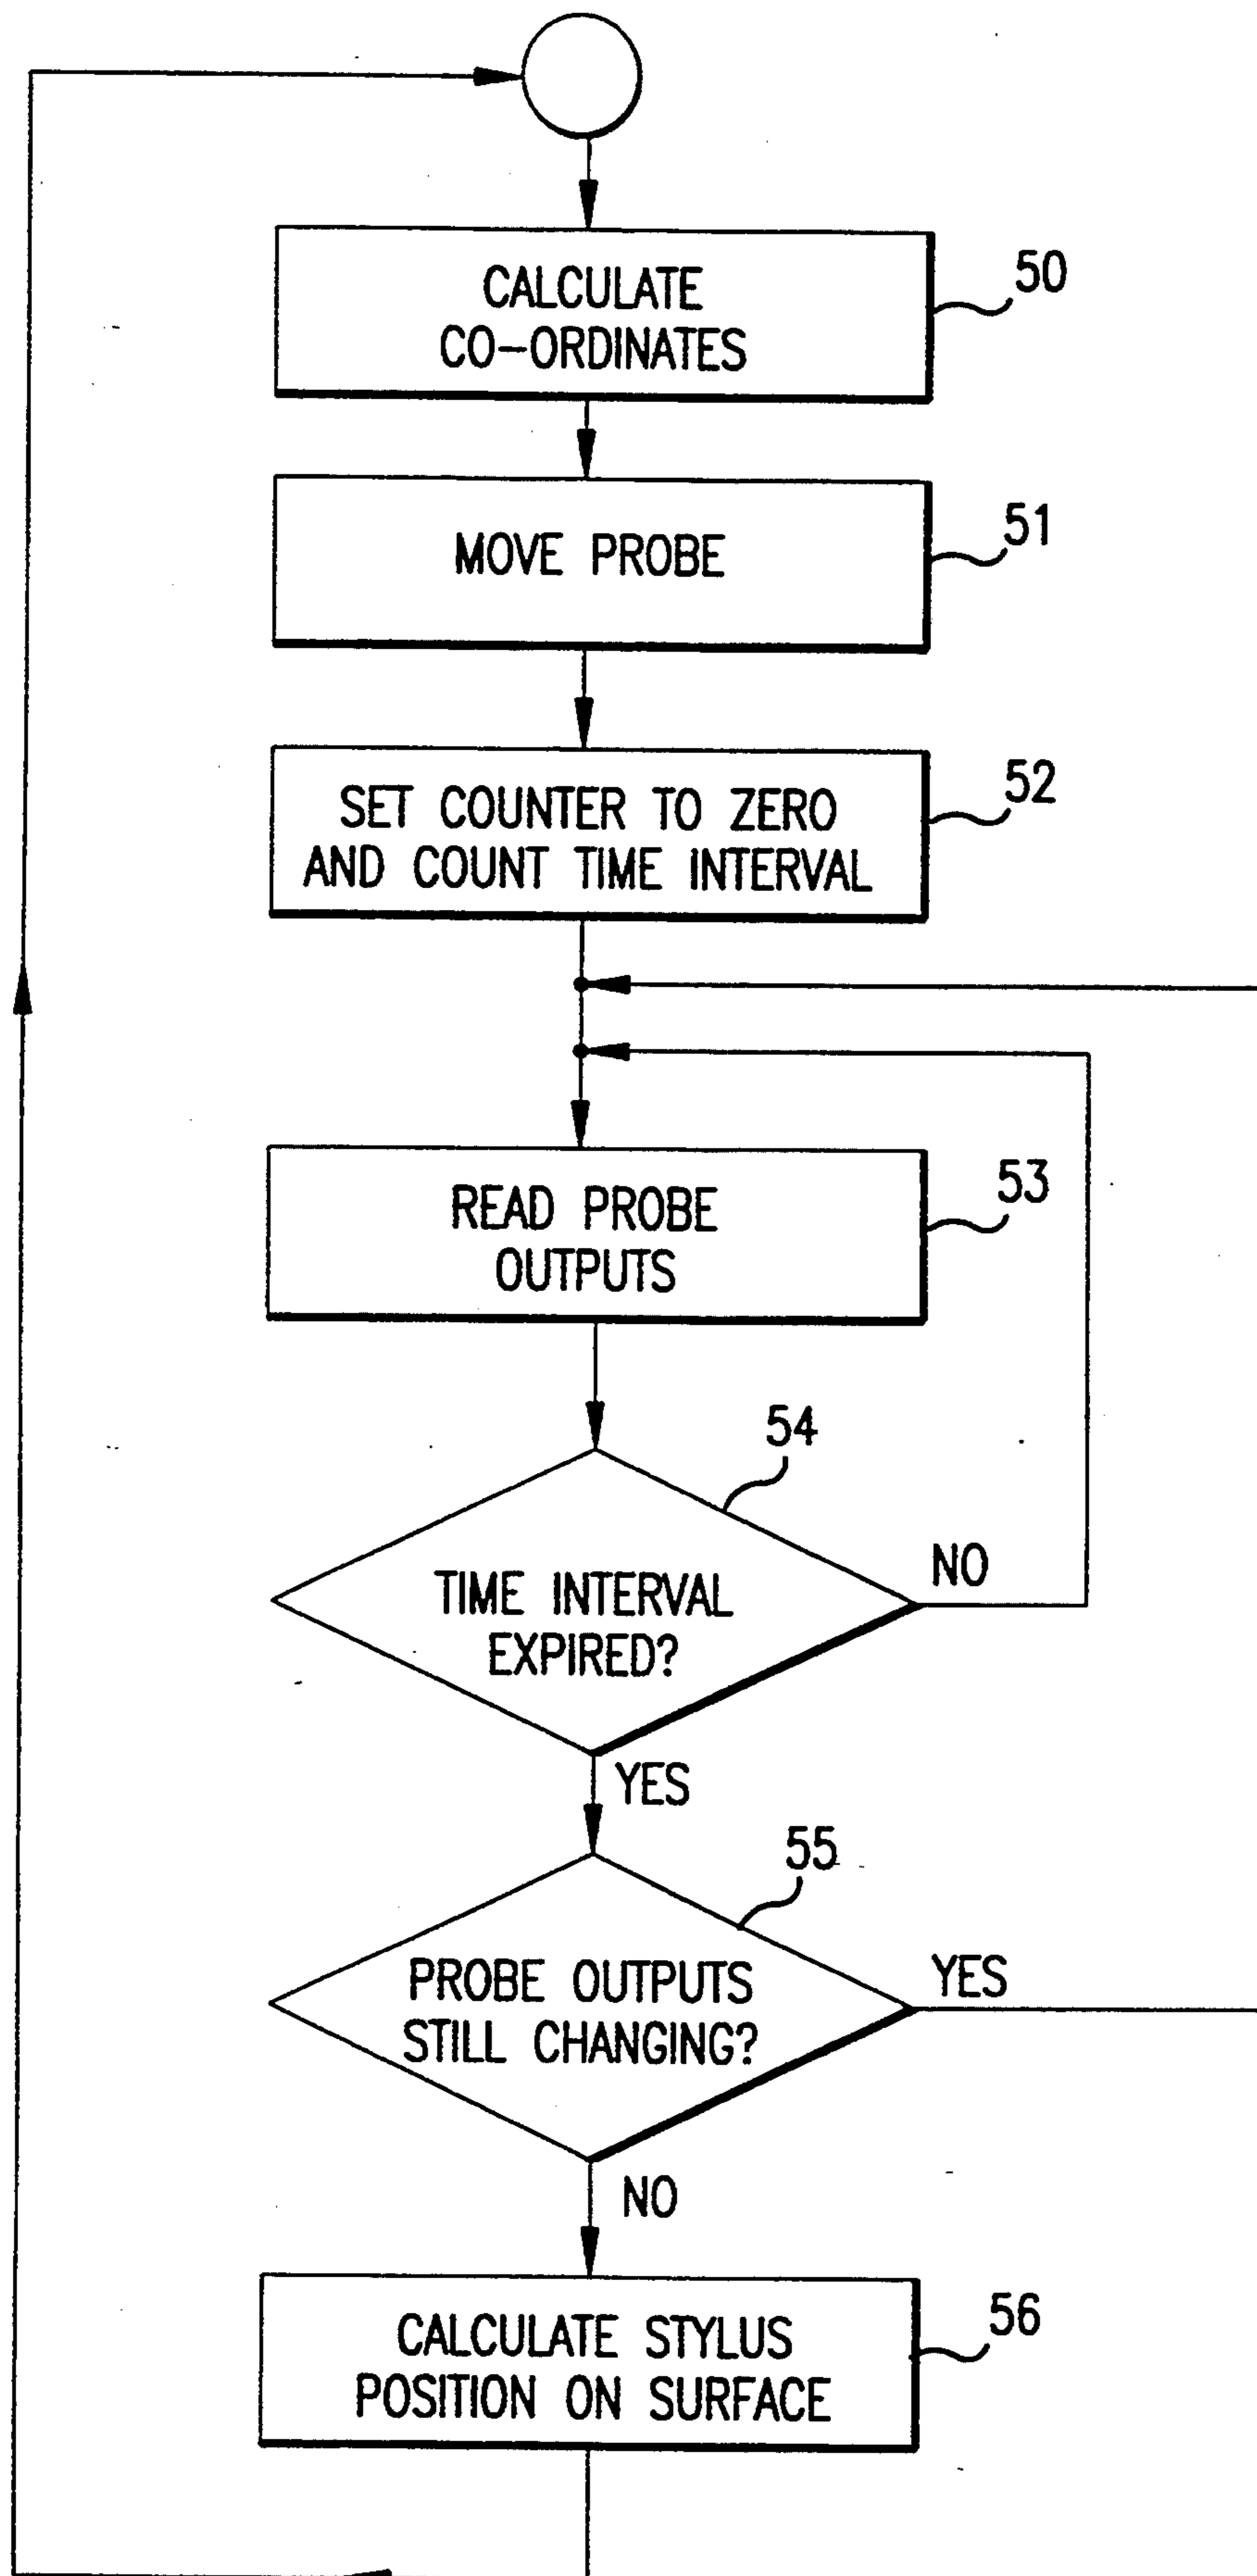 CALCULATE
CO-ORDINATES
50
MOVE PROBE
51
SET COUNTER TO ZERO
AND COUNT TIME INTERVAL
52
READ PROBE
OUTPUTS
53
54
TIME INTERVAL
EXPIRED?
NO
YES
55
PROBE OUTPUTS
STILL CHANGING?
YES
NO
CALCULATE STYLUS
POSITION ON SURFACE
56